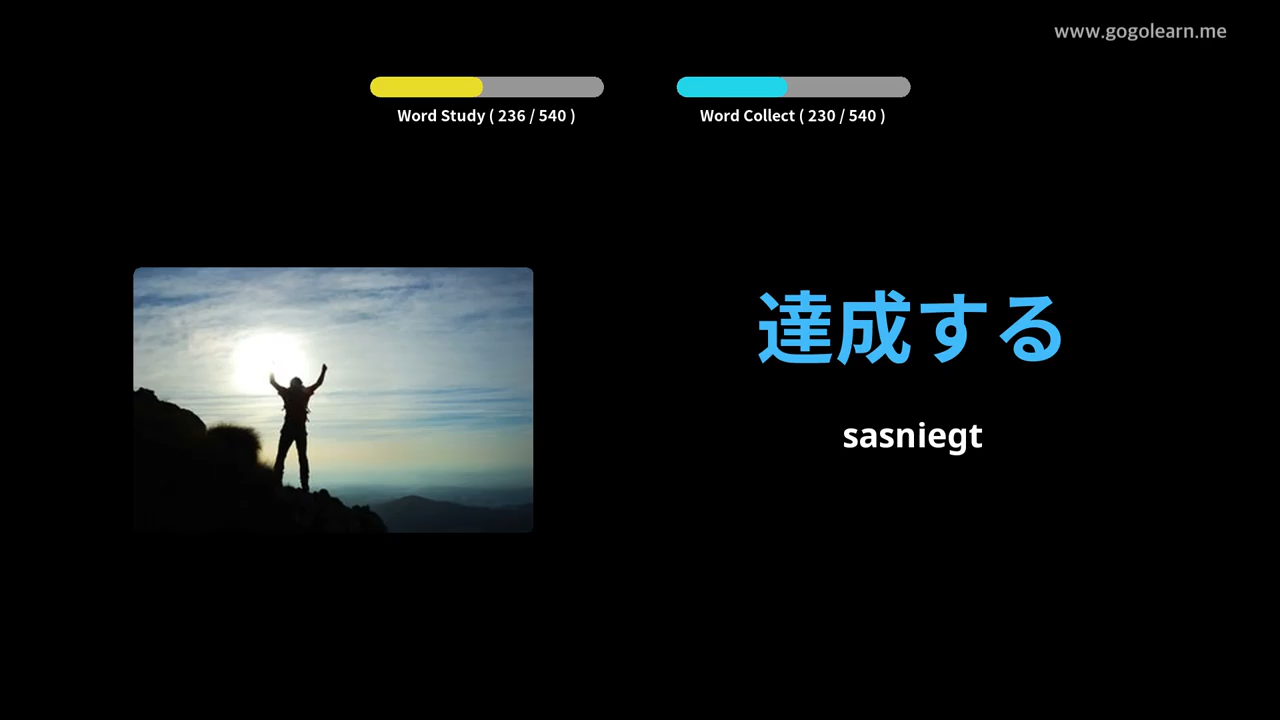 www.gogolearn.me
Word Study ( 236 / 540 )
Word Collect ( 230 / 540 )
達成する
sasniegt